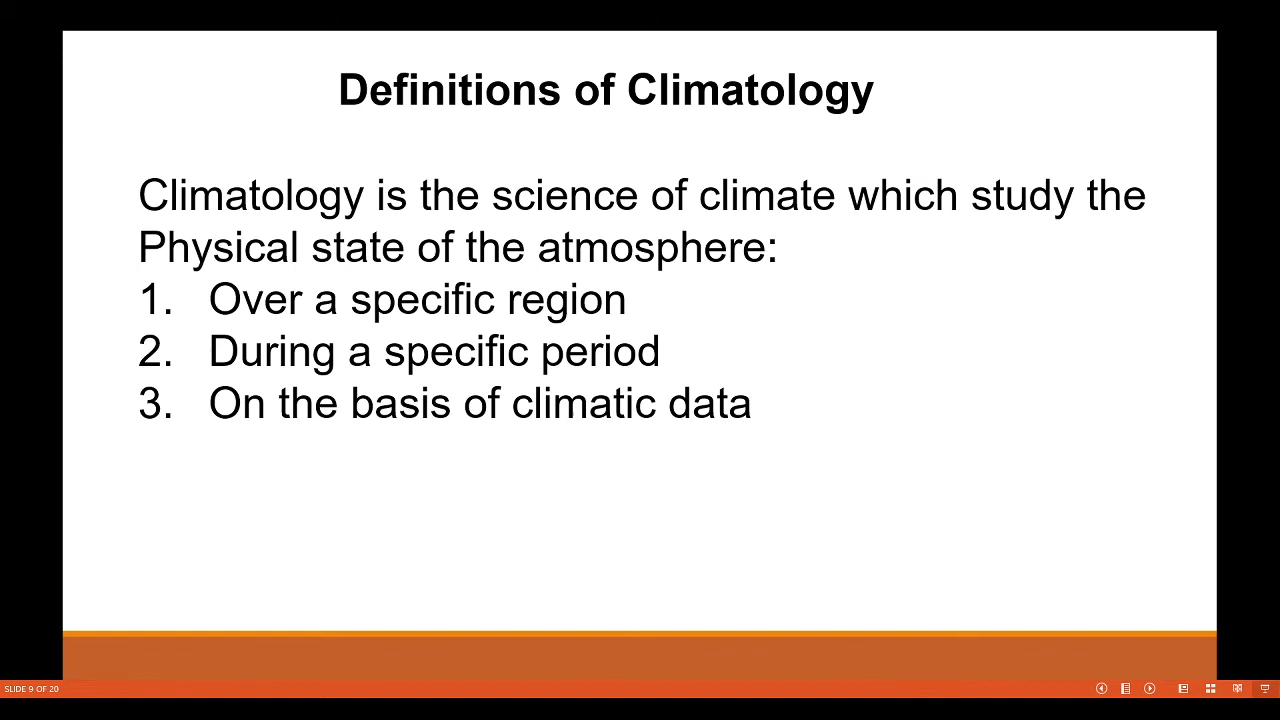 Definitions of Climatology
Climatology is the science of climate which study the
Physical state of the atmosphere:
1. Over a specific region
2. During a specific period
3. On the basis of climatic data
SLIDE 9 OF 20